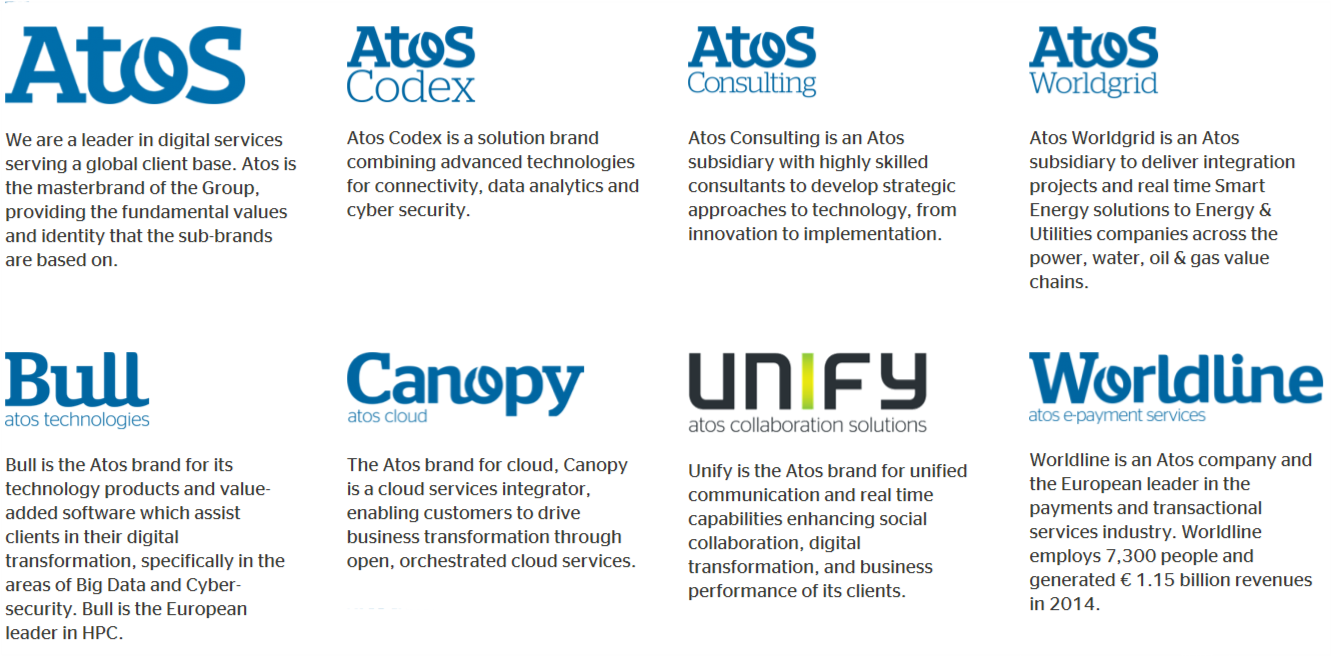 Atos
We are a leader in digital services
serving a global client base. Atos is
the masterbrand of the Group,
providing the fundamental values
and identity that the sub-brands
are based on.
Atos
Codex
Atos Codex is a solution brand
combining advanced technologies
for connectivity, data analytics and
cyber security.
Atos
Consulting
Atos Consulting is an Atos
subsidiary with highly skilled
consultants to develop strategic
approaches to technology, from
innovation to implementation.
Atos
Worldgrid
Atos Worldgrid is an Atos
subsidiary to deliver integration
projects and real time Smart
Energy solutions to Energy &
Utilities companies across the
power, water, oil & gas value
chains.
Bull
atos technologies
Bull is the Atos brand for its
technology products and value-
added software which assist
clients in their digital
transformation, specifically in the
areas of Big Data and Cyber-
security. Bull is the European
leader in HPC.
Canopy
atos cloud
The Atos brand for cloud, Canopy
is a cloud services integrator,
enabling customers to drive
business transformation through
open, orchestrated cloud services.
UNIFY
atos collaboration solutions
Unify is the Atos brand for unified
communication and real time
capabilities enhancing social
collaboration, digital
transformation, and business
performance of its clients.
Worldline
atos e-payment services
Worldline is an Atos company and
the European leader in the
payments and transactional
services industry. Worldline
employs 7,300 people and
generated € 1.15 billion revenues
in 2014.